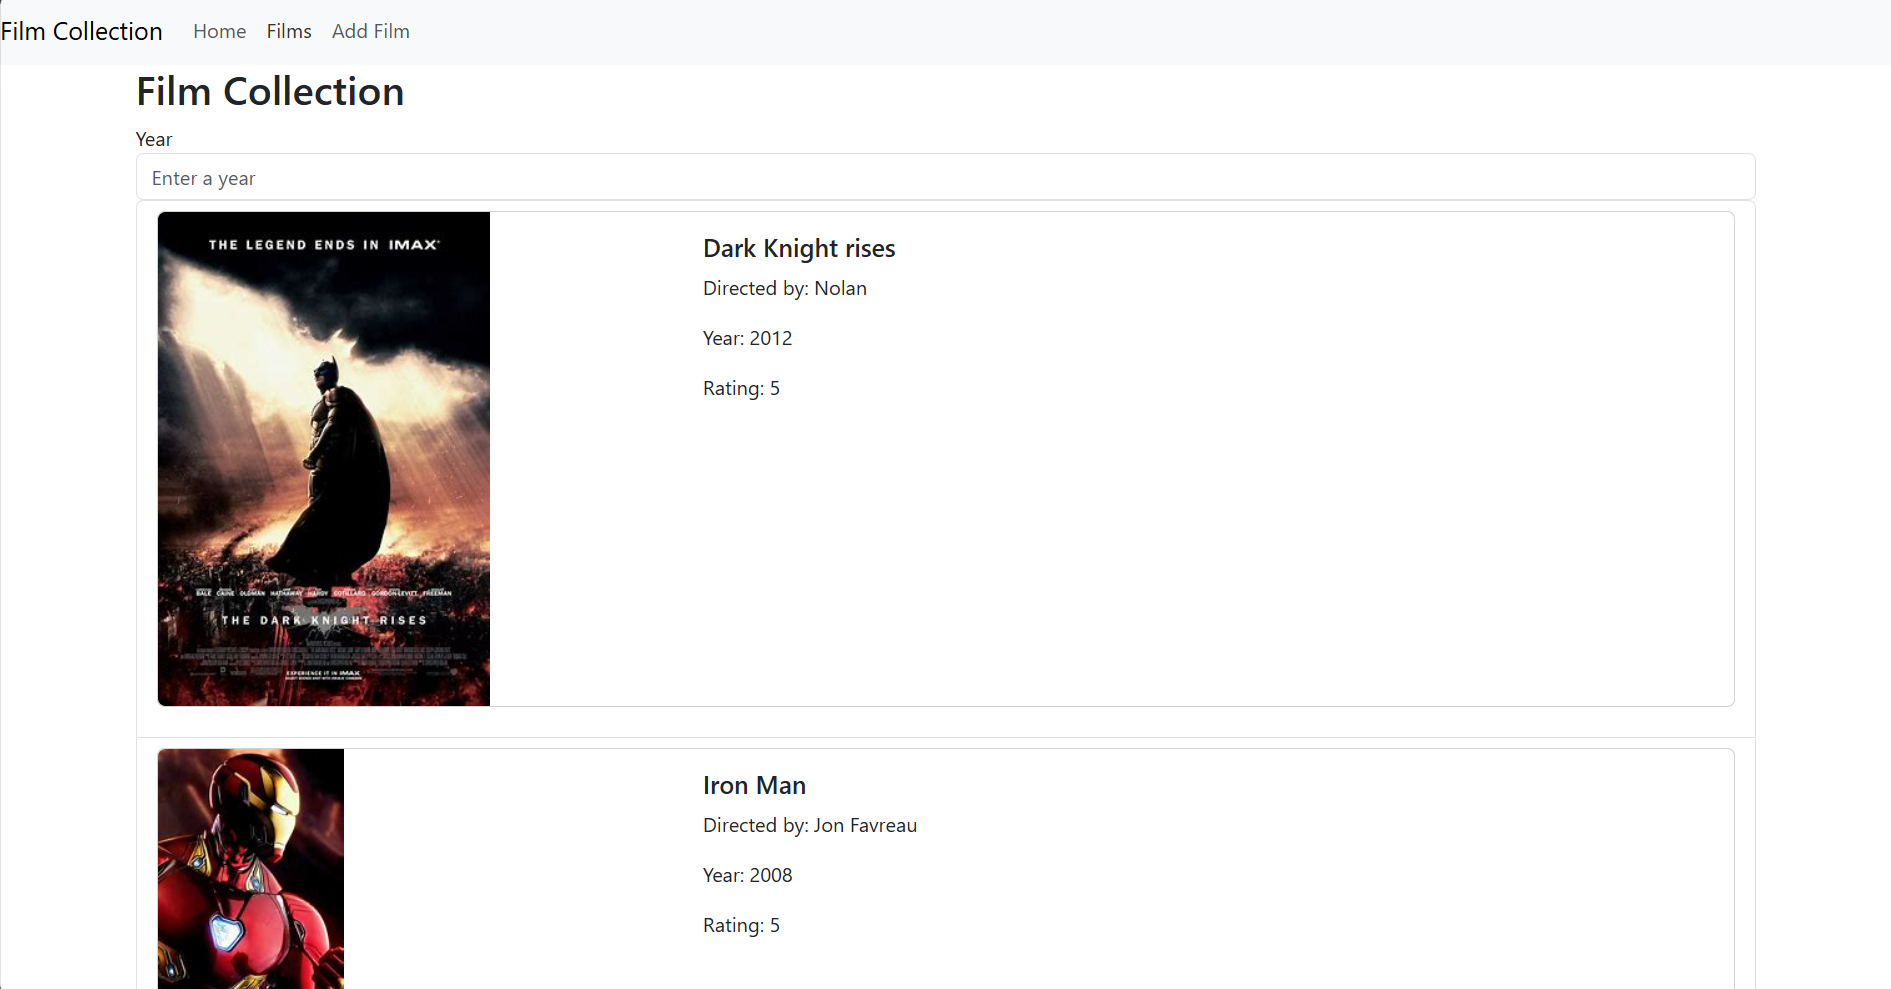 Film Collection Home Films Add Film
Film Collection
Year
Enter a year
THE LEGEND ENDS IN IMAX
BALE CAINE OLDMAN HATHAWAY HARDY COTILLARD GORDON-LEVITT FREEMAN
THE DARK KNIGHT RISES
EXPERIENCE IT IN IMAX
Dark Knight rises
Directed by: Nolan
Year: 2012
Rating: 5
Iron Man
Directed by: Jon Favreau
Year: 2008
Rating: 5